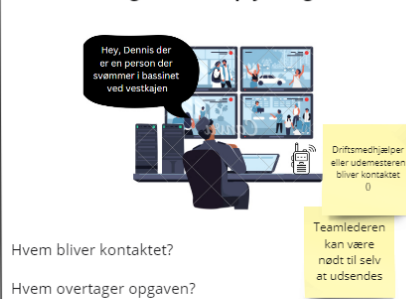 Hey, Dennis der
er en person der
svømmer i bassinet
ved vestkajen
Driftsmedhjælper
eller udemesteren
bliver kontaktet
()
Teamlederen
kan være
nødt til selv
at udsendes
Hvem bliver kontaktet?
Hvem overtager opgaven?